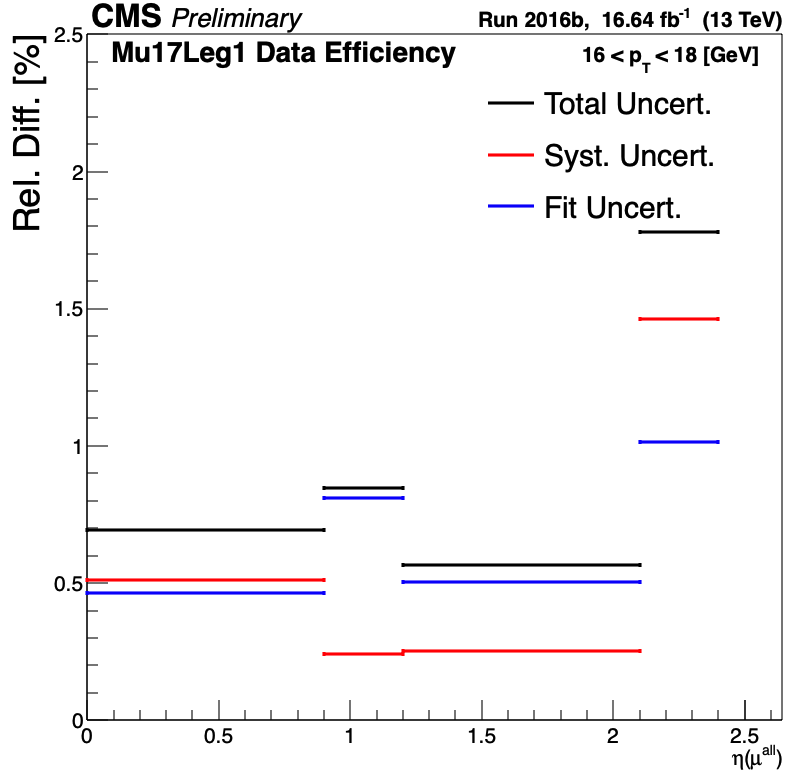 CMS Preliminary
Run 2016b, 16.64 fb⁻¹ (13 TeV)
Mu17Leg1 Data Efficiency
16 < pT < 18 [GeV]
Total Uncert.
Syst. Uncert.
Fit Uncert.
Rel. Diff. [%]
2.5
2
1.5
1
0.5
0
0 0.5 1 1.5 2 2.5
η(μ^all)